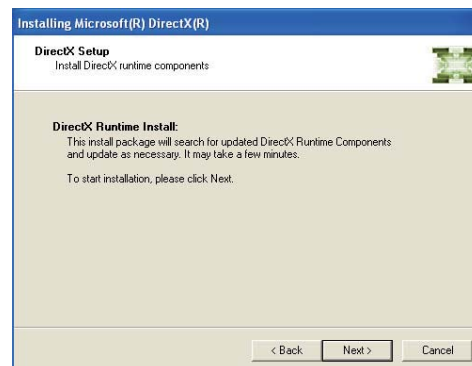 Installing Microsoft(R) DirectX(R)
DirectX Setup
Install DirectX runtime components
DirectX Runtime Install:
This install package will search for updated DirectX Runtime Components
and update as necessary. It may take a few minutes.
To start installation, please click Next.
< Back
Next >
Cancel